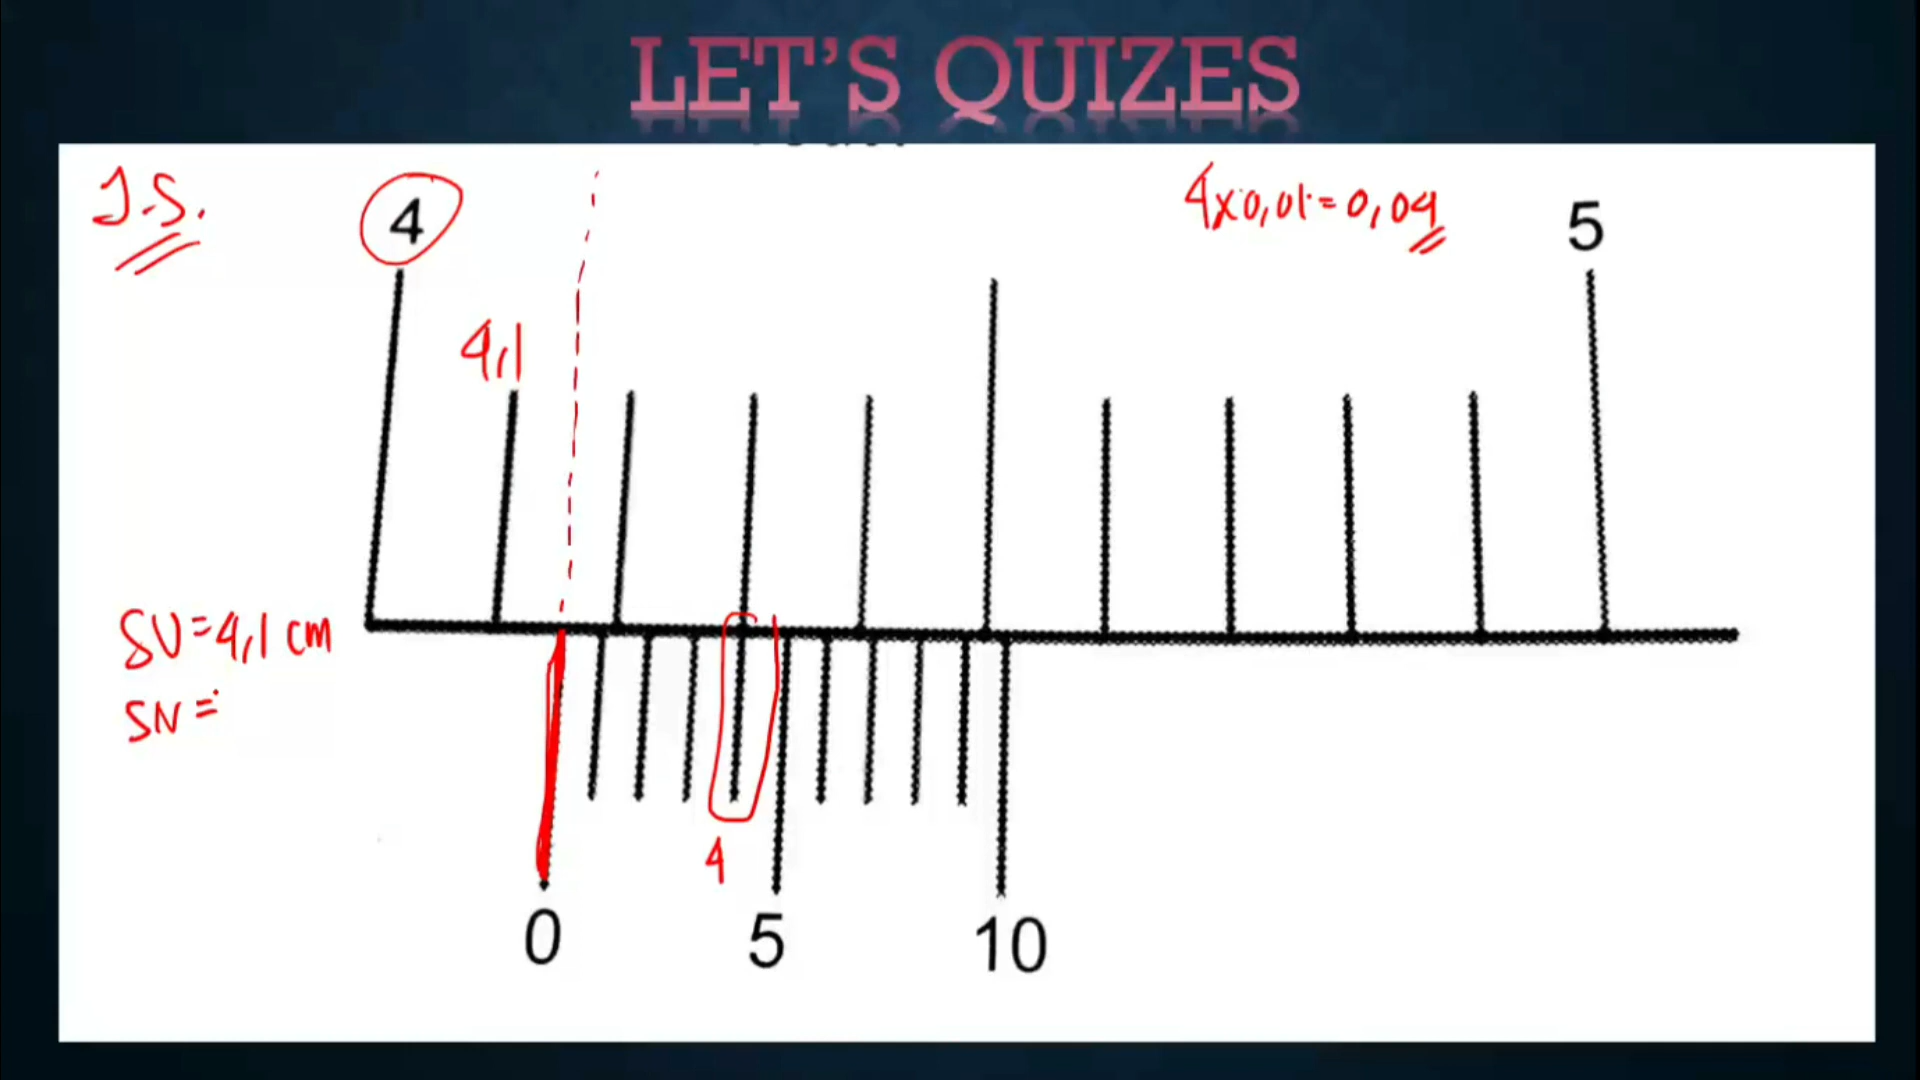 LET'S QUIZES
J.S.
4
4x0,01=0,04
5
4,1
SU=4,1 cm
SN=
4
0
5
10